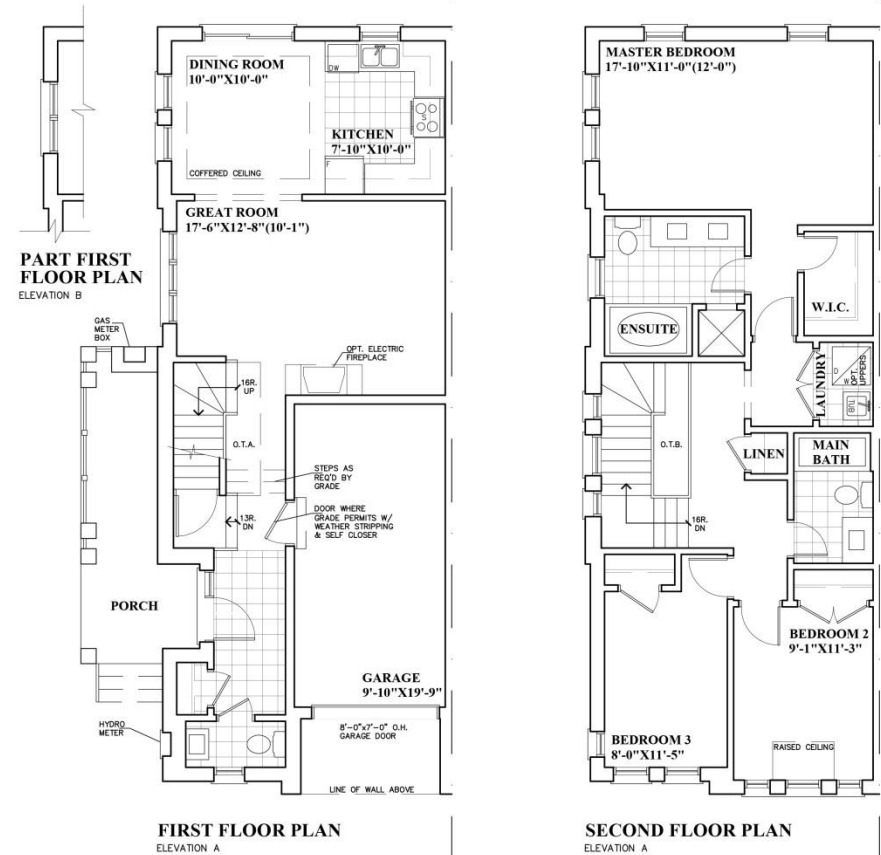 DINING ROOM
10'-0"X10'-0"
DW
S
KITCHEN
7'-10"X10'-0"
F
COFFERED CEILING
GREAT ROOM
17'-6"X12'-8"(10'-1")
PART FIRST
FLOOR PLAN
ELEVATION B
GAS
METER
BOX
OPT. ELECTRIC
FIREPLACE
16R.
UP
O.T.A.
STEPS AS
REQ'D BY
GRADE
13R.
DN
DOOR WHERE
GRADE PERMITS W/
WEATHER STRIPPING
& SELF CLOSER
PORCH
GARAGE
9'-10"X19'-9"
HYDRO
METER
8'-0"x7'-0" O.H.
GARAGE DOOR
LINE OF WALL ABOVE
FIRST FLOOR PLAN
ELEVATION A
MASTER BEDROOM
17'-10"X11'-0"(12'-0")
W.I.C.
ENSUITE
LAUNDRY
D
W
OPT.
UPPERS
TUB
O.T.B.
LINEN
MAIN
BATH
16R.
DN
BEDROOM 2
9'-1"X11'-3"
BEDROOM 3
8'-0"X11'-5"
RAISED CEILING
SECOND FLOOR PLAN
ELEVATION A